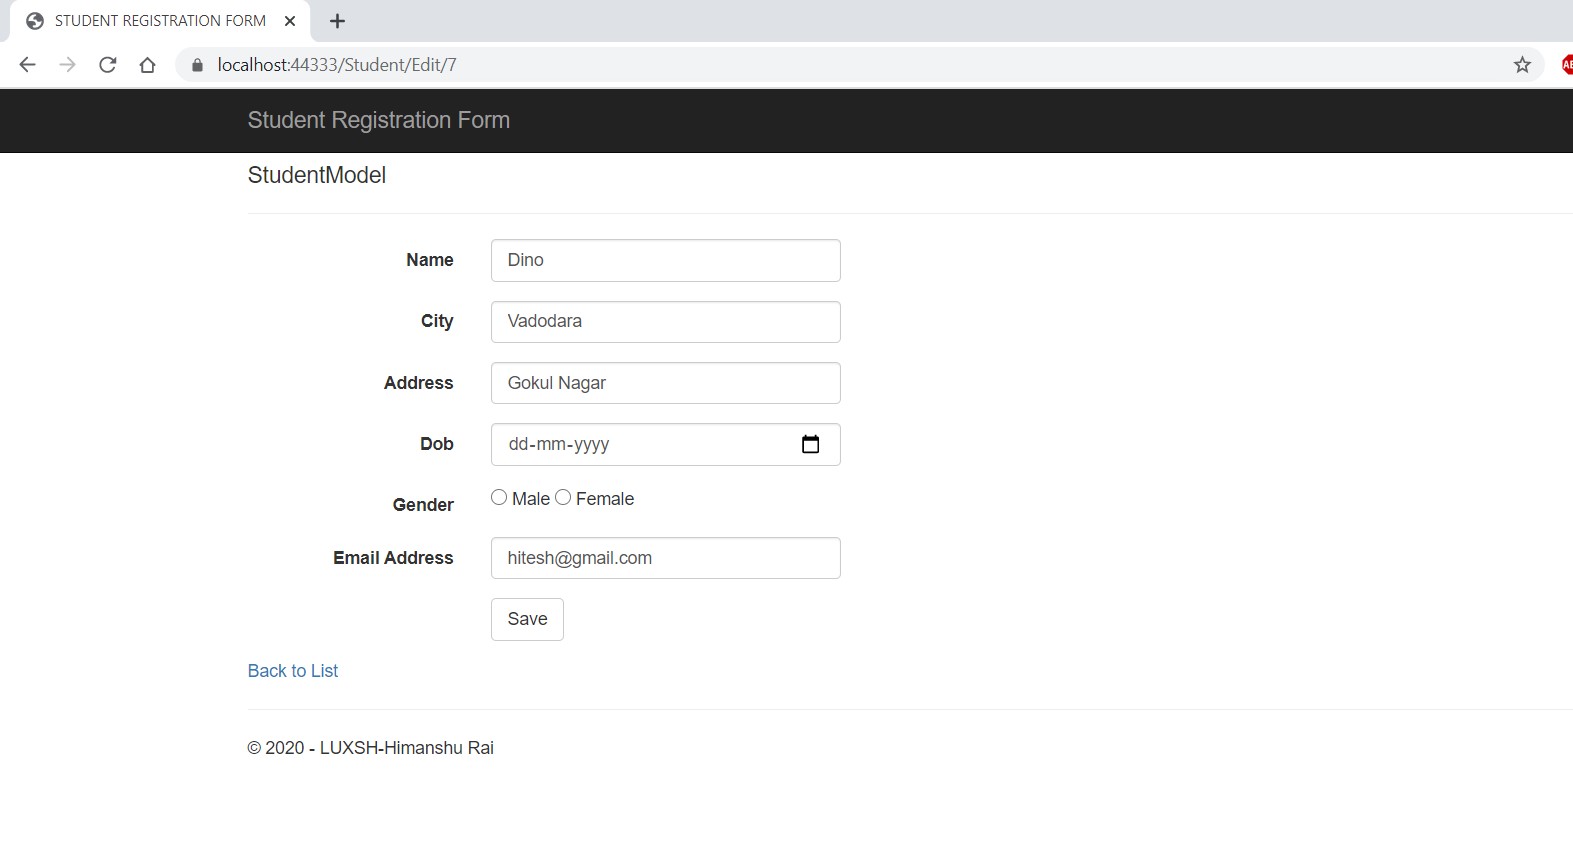 STUDENT REGISTRATION FORM
localhost:44333/Student/Edit/7
Student Registration Form
StudentModel
Name Dino
City Vadodara
Address Gokul Nagar
Dob dd-mm-yyyy
Gender Male Female
Email Address hitesh@gmail.com
Save
Back to List
© 2020 - LUXSH-Himanshu Rai